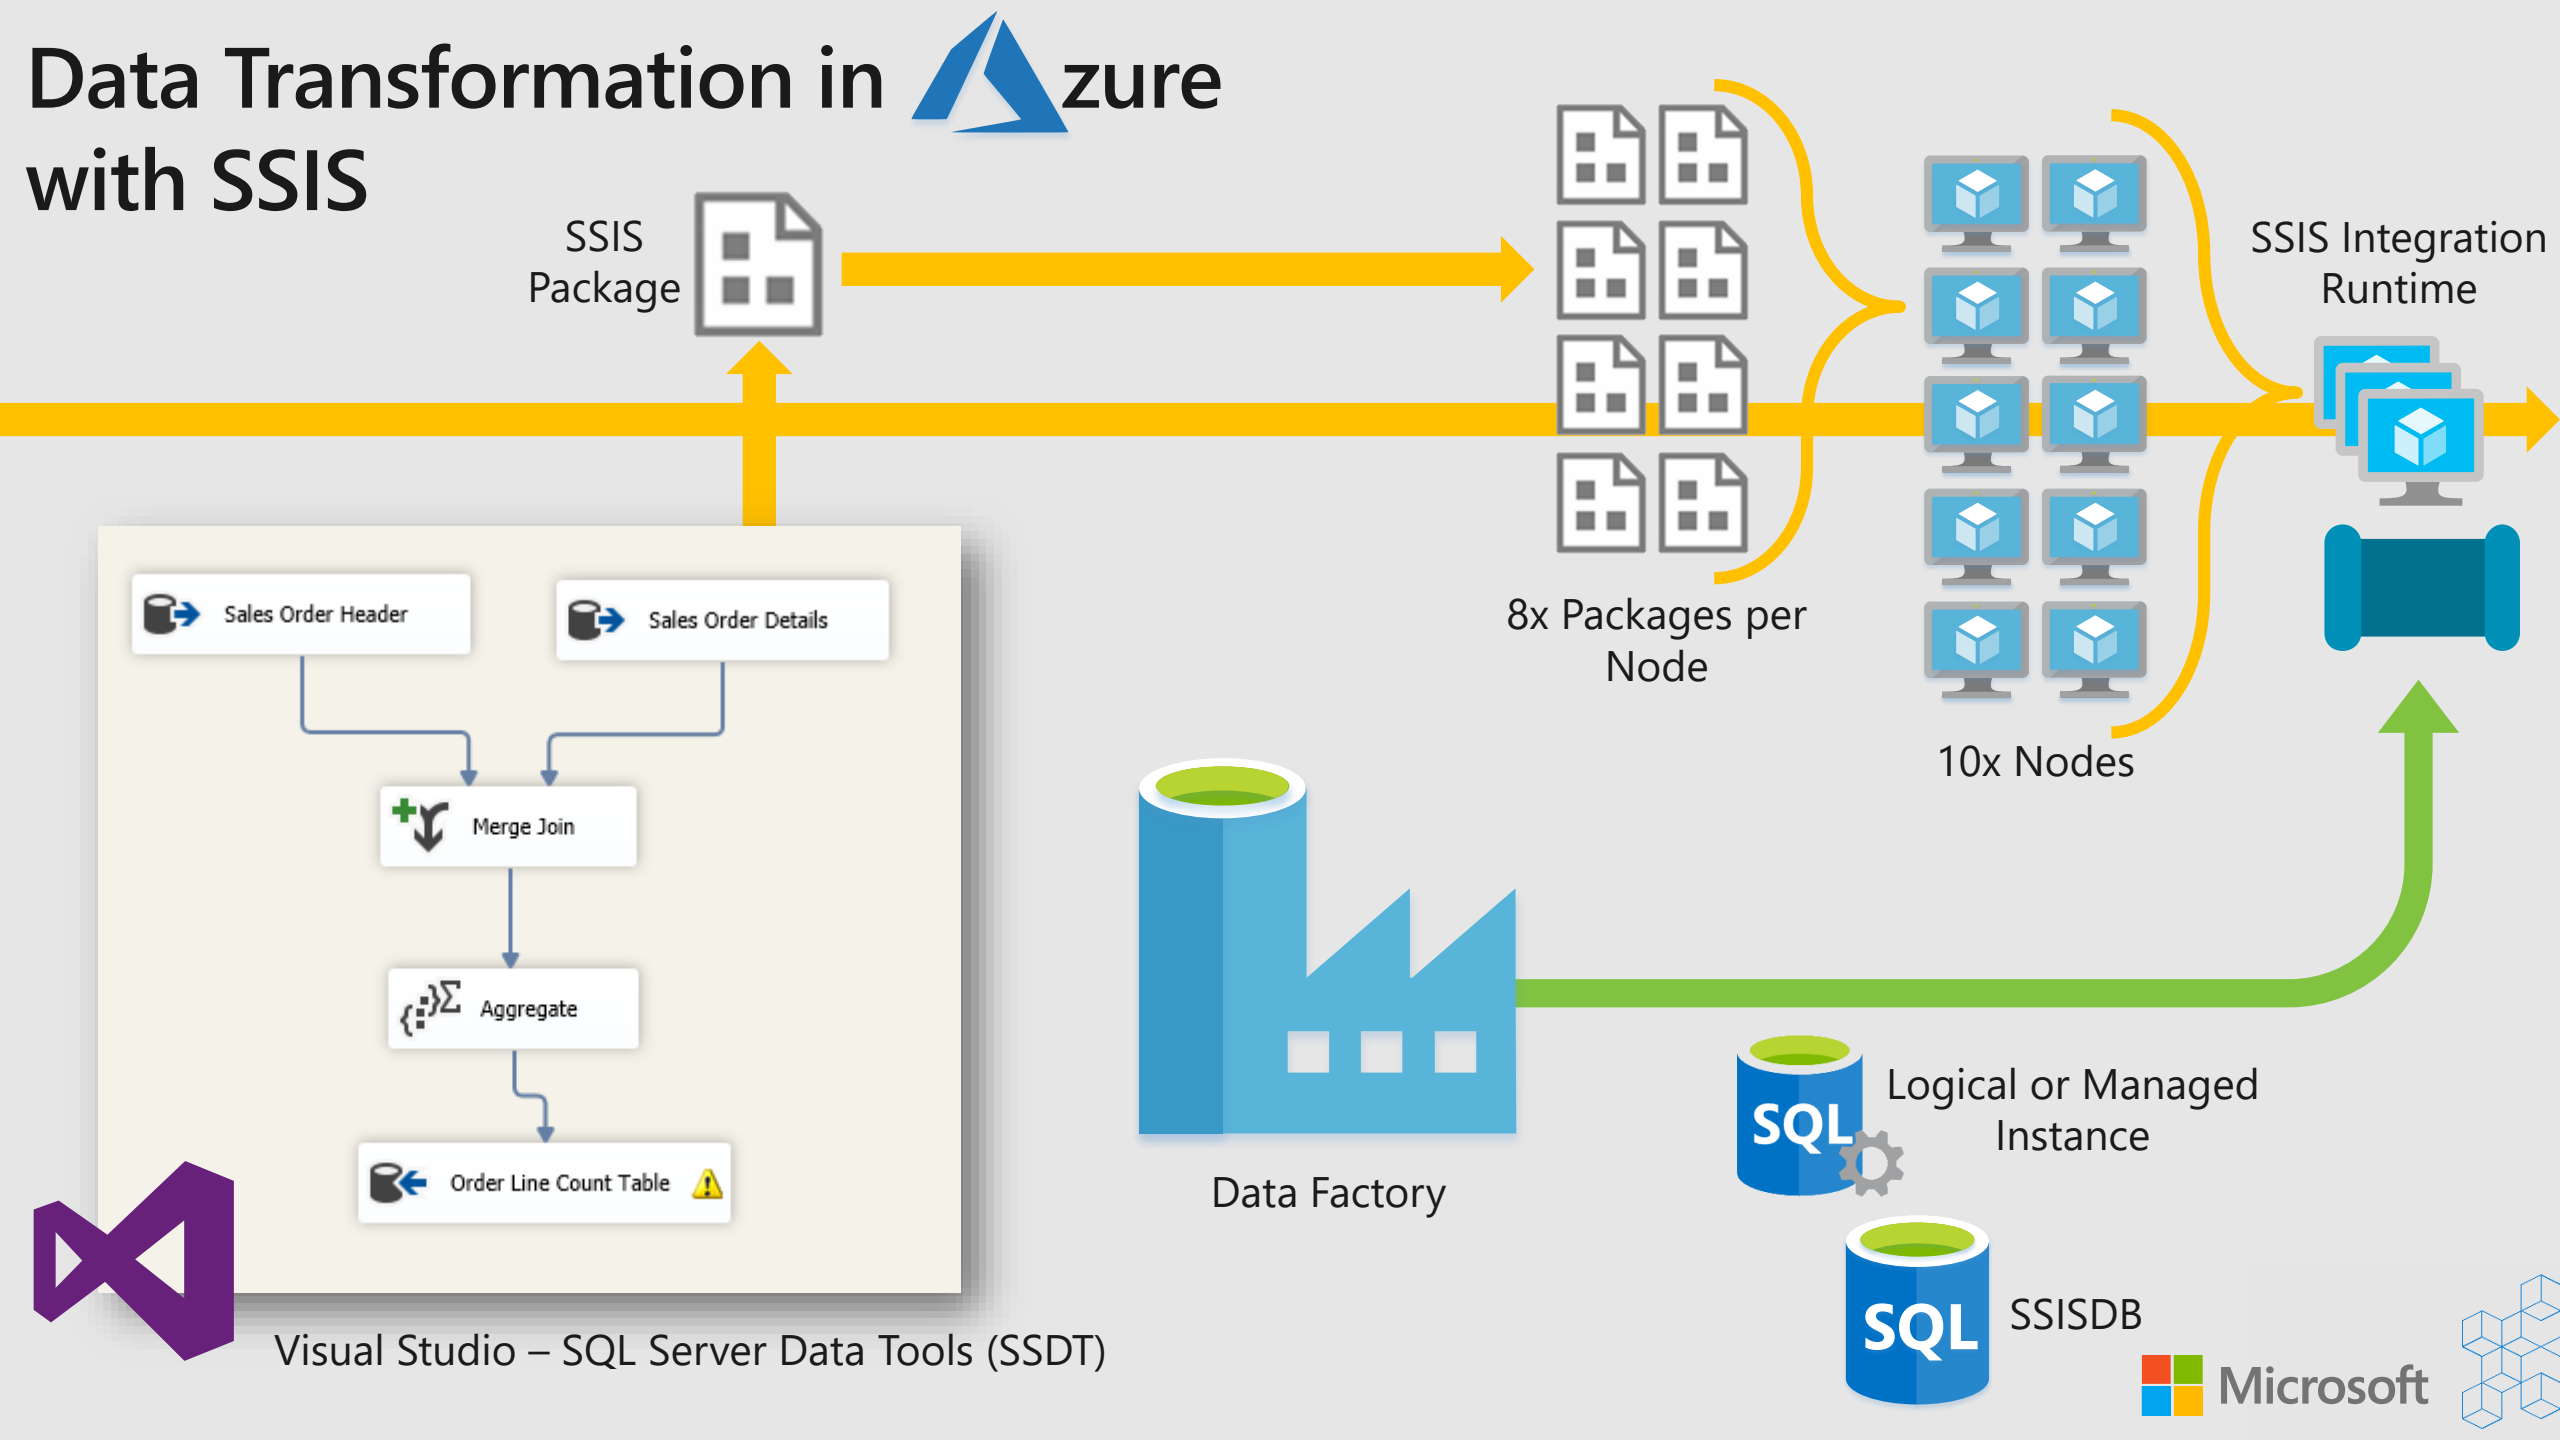 Data Transformation in Azure
with SSIS
SSIS
Package
SSIS Integration
Runtime
8x Packages per
Node
10x Nodes
Sales Order Header
Sales Order Details
Merge Join
Aggregate
Order Line Count Table
Visual Studio – SQL Server Data Tools (SSDT)
Data Factory
SQL
Logical or Managed
Instance
SQL
SSISDB
Microsoft